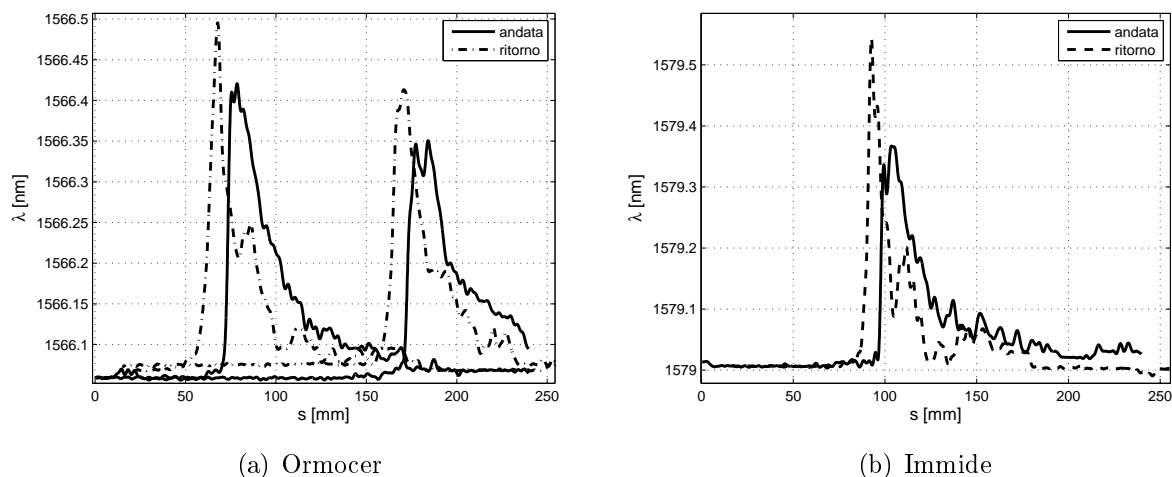 1566.5
1566.45
1566.4
1566.35
1566.3
1566.25
1566.2
1566.15
1566.1
λ [nm]
0 50 100 150 200 250
s [mm]
andata
ritorno
(a) Ormocer
1579.5
1579.4
1579.3
1579.2
1579.1
1579
λ [nm]
0 50 100 150 200 250
s [mm]
andata
ritorno
(b) Immide